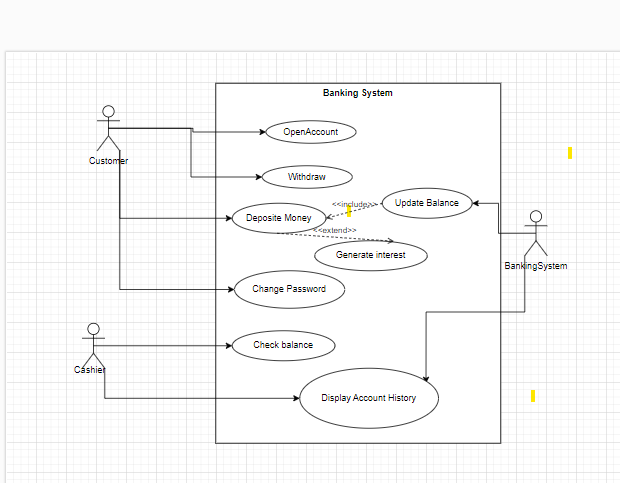 Banking System
OpenAccount
Customer
Withdraw
Update Balance
<<include>>
Deposite Money
<<extend>>
Generate interest
BankingSystem
Change Password
Check balance
Cashier
Display Account History